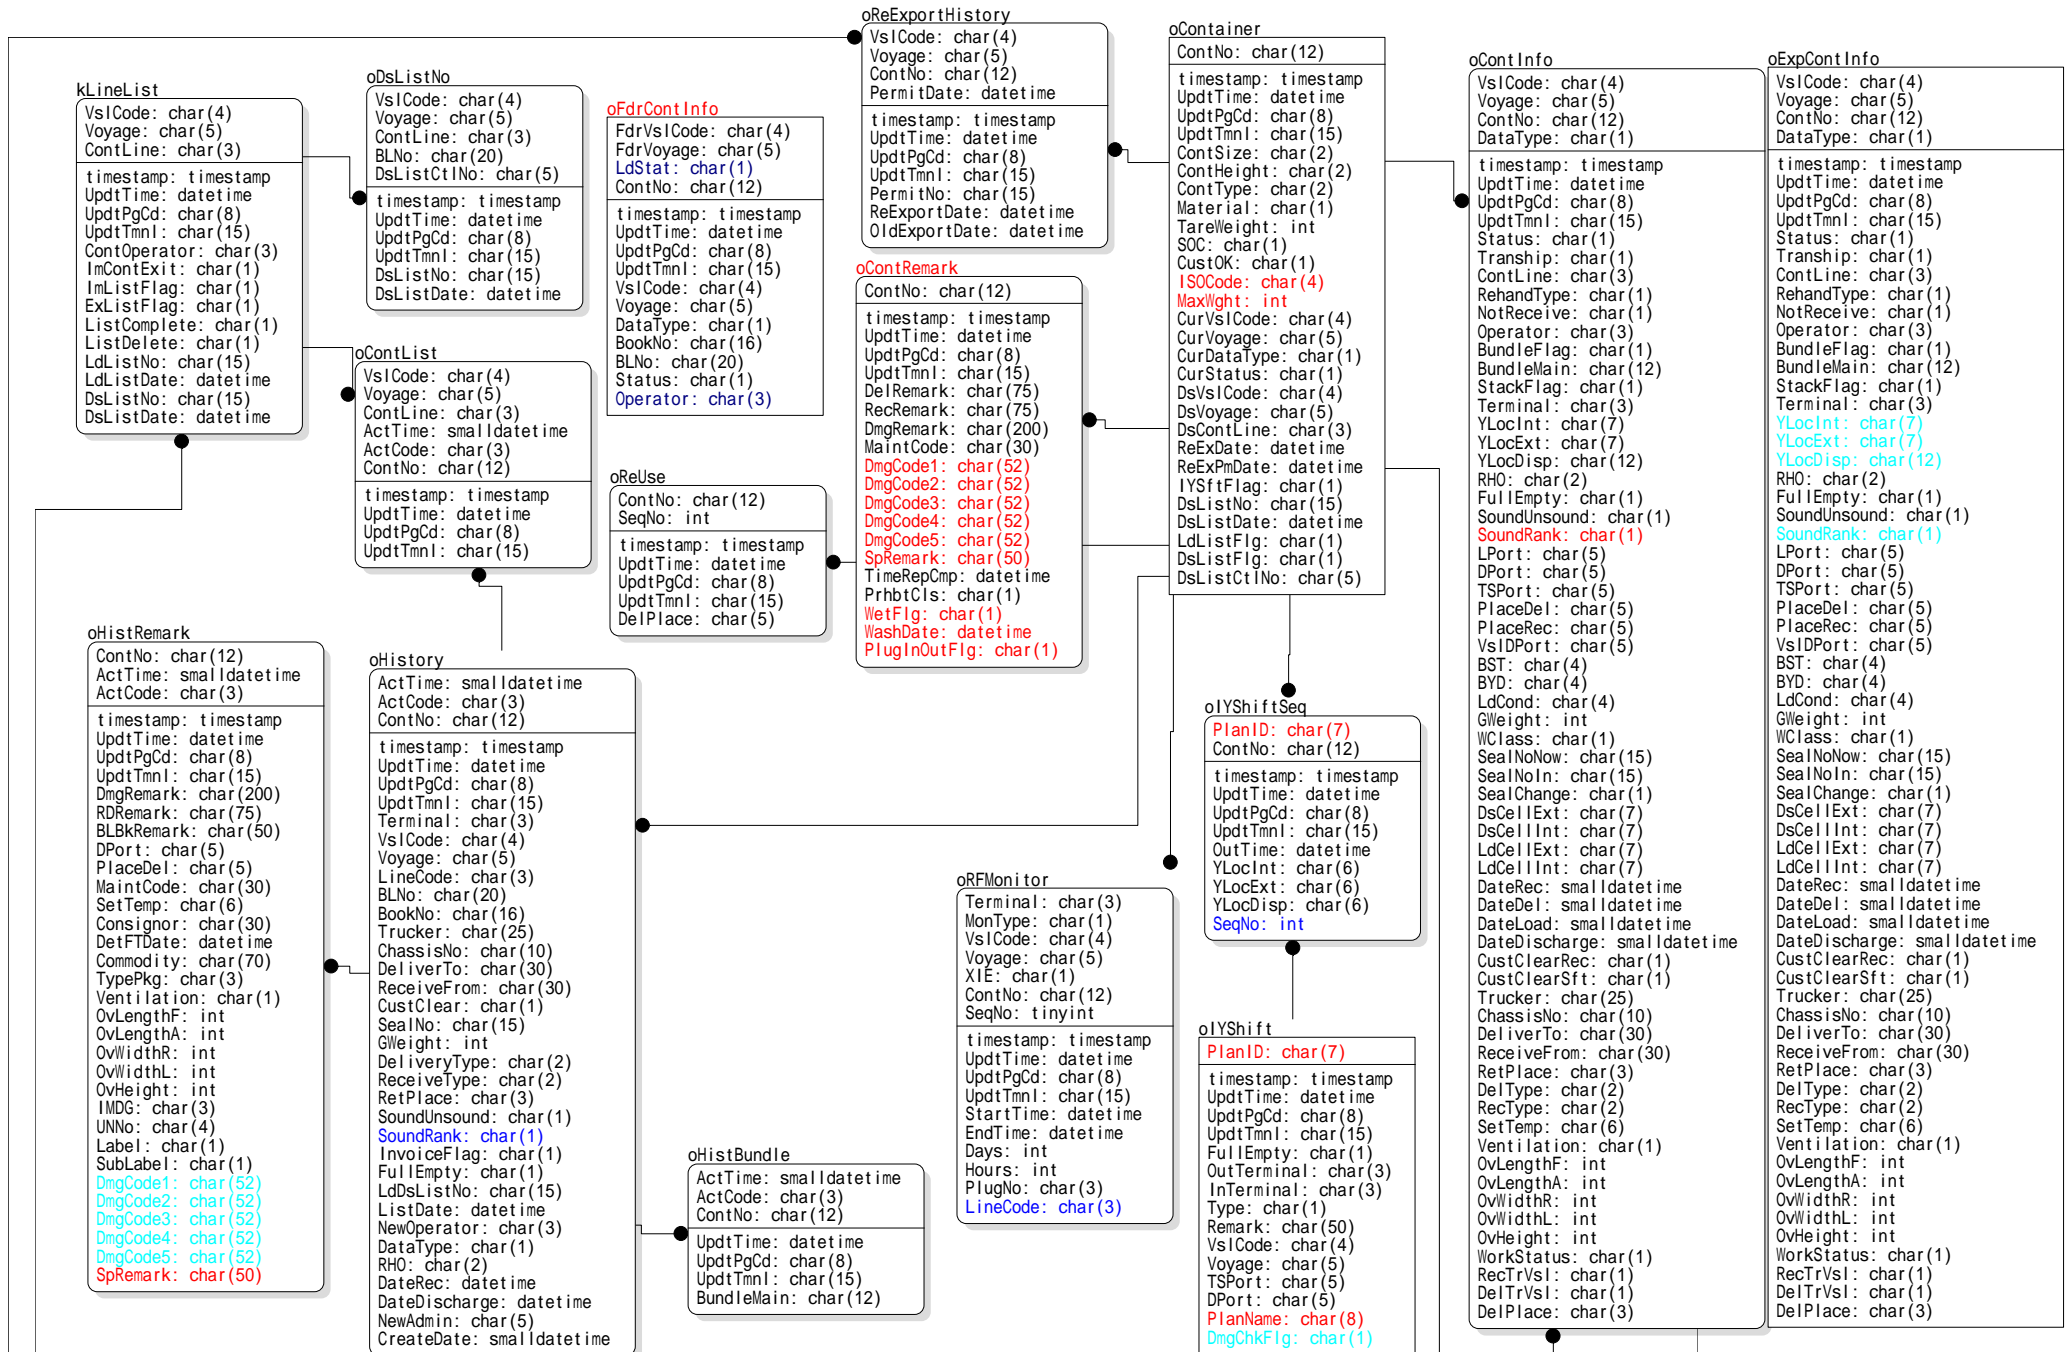 kLineList
VslCode: char(4)
Voyage: char(5)
ContLine: char(3)
timestamp: timestamp
UpdtTime: datetime
UpdtPgCd: char(8)
UpdtTmnl: char(15)
ContOperator: char(3)
ImContExit: char(1)
ImListFlag: char(1)
ExListFlag: char(1)
ListComplete: char(1)
ListDelete: char(1)
LdListNo: char(15)
LdListDate: datetime
DsListNo: char(15)
DsListDate: datetime
oDsListNo
VslCode: char(4)
Voyage: char(5)
ContLine: char(3)
BLNo: char(20)
DsListCtlNo: char(5)
timestamp: timestamp
UpdtTime: datetime
UpdtPgCd: char(8)
UpdtTmnl: char(15)
DsListNo: char(15)
DsListDate: datetime
oContList
VslCode: char(4)
Voyage: char(5)
ContLine: char(3)
ActTime: smalldatetime
ActCode: char(3)
ContNo: char(12)
timestamp: timestamp
UpdtTime: datetime
UpdtPgCd: char(8)
UpdtTmnl: char(15)
oFdrContInfo
FdrVslCode: char(4)
FdrVoyage: char(5)
LdStat: char(1)
ContNo: char(12)
timestamp: timestamp
UpdtTime: datetime
UpdtPgCd: char(8)
UpdtTmnl: char(15)
VslCode: char(4)
Voyage: char(5)
DataType: char(1)
BookNo: char(16)
BLNo: char(20)
Status: char(1)
Operator: char(3)
oReUse
ContNo: char(12)
SeqNo: int
timestamp: timestamp
UpdtTime: datetime
UpdtPgCd: char(8)
UpdtTmnl: char(15)
DelPlace: char(5)
oReExportHistory
VslCode: char(4)
Voyage: char(5)
ContNo: char(12)
PermitDate: datetime
timestamp: timestamp
UpdtTime: datetime
UpdtPgCd: char(8)
UpdtTmnl: char(15)
PermitNo: char(15)
ReExportDate: datetime
OldExportDate: datetime
oContRemark
ContNo: char(12)
timestamp: timestamp
UpdtTime: datetime
UpdtPgCd: char(8)
UpdtTmnl: char(15)
DelRemark: char(75)
RecRemark: char(75)
DmgRemark: char(200)
MaintCode: char(30)
DmgCode1: char(52)
DmgCode2: char(52)
DmgCode3: char(52)
DmgCode4: char(52)
DmgCode5: char(52)
SpRemark: char(50)
TimeRepCmp: datetime
PrhbtCls: char(1)
WetFlg: char(1)
WashDate: datetime
PlugInOutFlg: char(1)
oContainer
ContNo: char(12)
timestamp: timestamp
UpdtTime: datetime
UpdtPgCd: char(8)
UpdtTmnl: char(15)
ContSize: char(2)
ContHeight: char(2)
ContType: char(2)
Material: char(1)
TareWeight: int
SOC: char(1)
CustOK: char(1)
ISOCode: char(4)
MaxWght: int
CurVslCode: char(4)
CurVoyage: char(5)
CurDataType: char(1)
CurStatus: char(1)
DsVslCode: char(4)
DsVoyage: char(5)
DsContLine: char(3)
ReExDate: datetime
ReExPmDate: datetime
IYSftFlag: char(1)
DsListNo: char(15)
DsListDate: datetime
LdListFlg: char(1)
DsListFlg: char(1)
DsListCtlNo: char(5)
oContInfo
VslCode: char(4)
Voyage: char(5)
ContNo: char(12)
DataType: char(1)
timestamp: timestamp
UpdtTime: datetime
UpdtPgCd: char(8)
UpdtTmnl: char(15)
Status: char(1)
Tranship: char(1)
ContLine: char(3)
RehandType: char(1)
NotReceive: char(1)
Operator: char(3)
BundleFlag: char(1)
BundleMain: char(12)
StackFlag: char(1)
Terminal: char(3)
YLocInt: char(7)
YLocExt: char(7)
YLocDisp: char(12)
RHO: char(2)
FullEmpty: char(1)
SoundUnsound: char(1)
SoundRank: char(1)
LPort: char(5)
DPort: char(5)
TSPort: char(5)
PlaceDel: char(5)
PlaceRec: char(5)
VslDPort: char(5)
BST: char(4)
BYD: char(4)
LdCond: char(4)
GWeight: int
WClass: char(1)
SealNoNow: char(15)
SealNoIn: char(15)
SealChange: char(1)
DsCellExt: char(7)
DsCellInt: char(7)
LdCellExt: char(7)
LdCellInt: char(7)
DateRec: smalldatetime
DateDel: smalldatetime
DateLoad: smalldatetime
DateDischarge: smalldatetime
CustClearRec: char(1)
CustClearSft: char(1)
Trucker: char(25)
ChassisNo: char(10)
DeliverTo: char(30)
ReceiveFrom: char(30)
RetPlace: char(3)
DelType: char(2)
RecType: char(2)
SetTemp: char(6)
Ventilation: char(1)
OvLengthF: int
OvLengthA: int
OvWidthR: int
OvWidthL: int
OvHeight: int
WorkStatus: char(1)
RecTrVsl: char(1)
DelTrVsl: char(1)
DelPlace: char(3)
oExpContInfo
VslCode: char(4)
Voyage: char(5)
ContNo: char(12)
DataType: char(1)
timestamp: timestamp
UpdtTime: datetime
UpdtPgCd: char(8)
UpdtTmnl: char(15)
Status: char(1)
Tranship: char(1)
ContLine: char(3)
RehandType: char(1)
NotReceive: char(1)
Operator: char(3)
BundleFlag: char(1)
BundleMain: char(12)
StackFlag: char(1)
Terminal: char(3)
YLocInt: char(7)
YLocExt: char(7)
YLocDisp: char(12)
RHO: char(2)
FullEmpty: char(1)
SoundUnsound: char(1)
SoundRank: char(1)
LPort: char(5)
DPort: char(5)
TSPort: char(5)
PlaceDel: char(5)
PlaceRec: char(5)
VslDPort: char(5)
BST: char(4)
BYD: char(4)
LdCond: char(4)
GWeight: int
WClass: char(1)
SealNoNow: char(15)
SealNoIn: char(15)
SealChange: char(1)
DsCellExt: char(7)
DsCellInt: char(7)
LdCellExt: char(7)
LdCellInt: char(7)
DateRec: smalldatetime
DateDel: smalldatetime
DateLoad: smalldatetime
DateDischarge: smalldatetime
CustClearRec: char(1)
CustClearSft: char(1)
Trucker: char(25)
ChassisNo: char(10)
DeliverTo: char(30)
ReceiveFrom: char(30)
RetPlace: char(3)
DelType: char(2)
RecType: char(2)
SetTemp: char(6)
Ventilation: char(1)
OvLengthF: int
OvLengthA: int
OvWidthR: int
OvWidthL: int
OvHeight: int
WorkStatus: char(1)
RecTrVsl: char(1)
DelTrVsl: char(1)
DelPlace: char(3)
oHistRemark
ContNo: char(12)
ActTime: smalldatetime
ActCode: char(3)
timestamp: timestamp
UpdtTime: datetime
UpdtPgCd: char(8)
UpdtTmnl: char(15)
DmgRemark: char(200)
RDRemark: char(75)
BLBkRemark: char(50)
DPort: char(5)
PlaceDel: char(5)
MaintCode: char(30)
SetTemp: char(6)
Consignor: char(30)
DetFTDate: datetime
Commodity: char(70)
TypePkg: char(3)
Ventilation: char(1)
OvLengthF: int
OvLengthA: int
OvWidthR: int
OvWidthL: int
OvHeight: int
IMDG: char(3)
UNNo: char(4)
Label: char(1)
SubLabel: char(1)
DmgCode1: char(52)
DmgCode2: char(52)
DmgCode3: char(52)
DmgCode4: char(52)
DmgCode5: char(52)
SpRemark: char(50)
oHistory
ActTime: smalldatetime
ActCode: char(3)
ContNo: char(12)
timestamp: timestamp
UpdtTime: datetime
UpdtPgCd: char(8)
UpdtTmnl: char(15)
Terminal: char(3)
VslCode: char(4)
Voyage: char(5)
LineCode: char(3)
BLNo: char(20)
BookNo: char(16)
Trucker: char(25)
ChassisNo: char(10)
DeliverTo: char(30)
ReceiveFrom: char(30)
CustClear: char(1)
SealNo: char(15)
GWeight: int
DeliveryType: char(2)
ReceiveType: char(2)
RetPlace: char(3)
SoundUnsound: char(1)
SoundRank: char(1)
InvoiceFlag: char(1)
FullEmpty: char(1)
LdDsListNo: char(15)
ListDate: datetime
NewOperator: char(3)
DataType: char(1)
RHO: char(2)
DateRec: datetime
DateDischarge: datetime
NewAdmin: char(5)
CreateDate: smalldatetime
oHistBundle
ActTime: smalldatetime
ActCode: char(3)
ContNo: char(12)
UpdtTime: datetime
UpdtPgCd: char(8)
UpdtTmnl: char(15)
BundleMain: char(12)
oRFMonitor
Terminal: char(3)
MonType: char(1)
VslCode: char(4)
Voyage: char(5)
XIE: char(1)
ContNo: char(12)
SeqNo: tinyint
timestamp: timestamp
UpdtTime: datetime
UpdtPgCd: char(8)
UpdtTmnl: char(15)
StartTime: datetime
EndTime: datetime
Days: int
Hours: int
PlugNo: char(3)
LineCode: char(3)
oIYShiftSeq
PlanID: char(7)
ContNo: char(12)
timestamp: timestamp
UpdtTime: datetime
UpdtPgCd: char(8)
UpdtTmnl: char(15)
OutTime: datetime
YLocInt: char(6)
YLocExt: char(6)
YLocDisp: char(6)
SeqNo: int
oIYShift
PlanID: char(7)
timestamp: timestamp
UpdtTime: datetime
UpdtPgCd: char(8)
UpdtTmnl: char(15)
FullEmpty: char(1)
OutTerminal: char(3)
InTerminal: char(3)
Type: char(1)
Remark: char(50)
VslCode: char(4)
Voyage: char(5)
TSPort: char(5)
DPort: char(5)
PlanName: char(8)
DmgChkFlg: char(1)